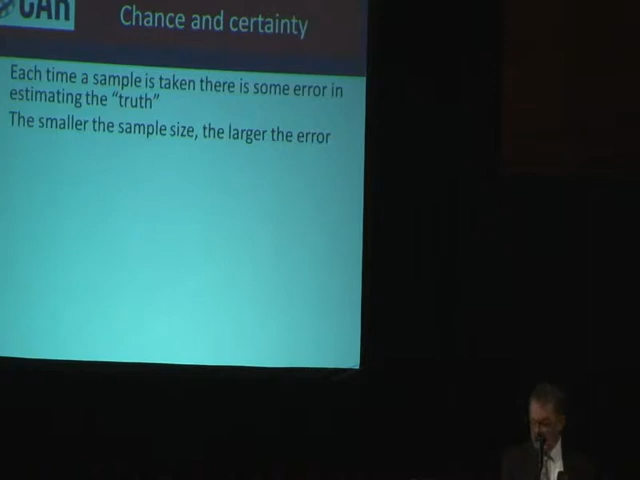 CAR
Chance and certainty
Each time a sample is taken there is some error in
estimating the “truth”
The smaller the sample size, the larger the error